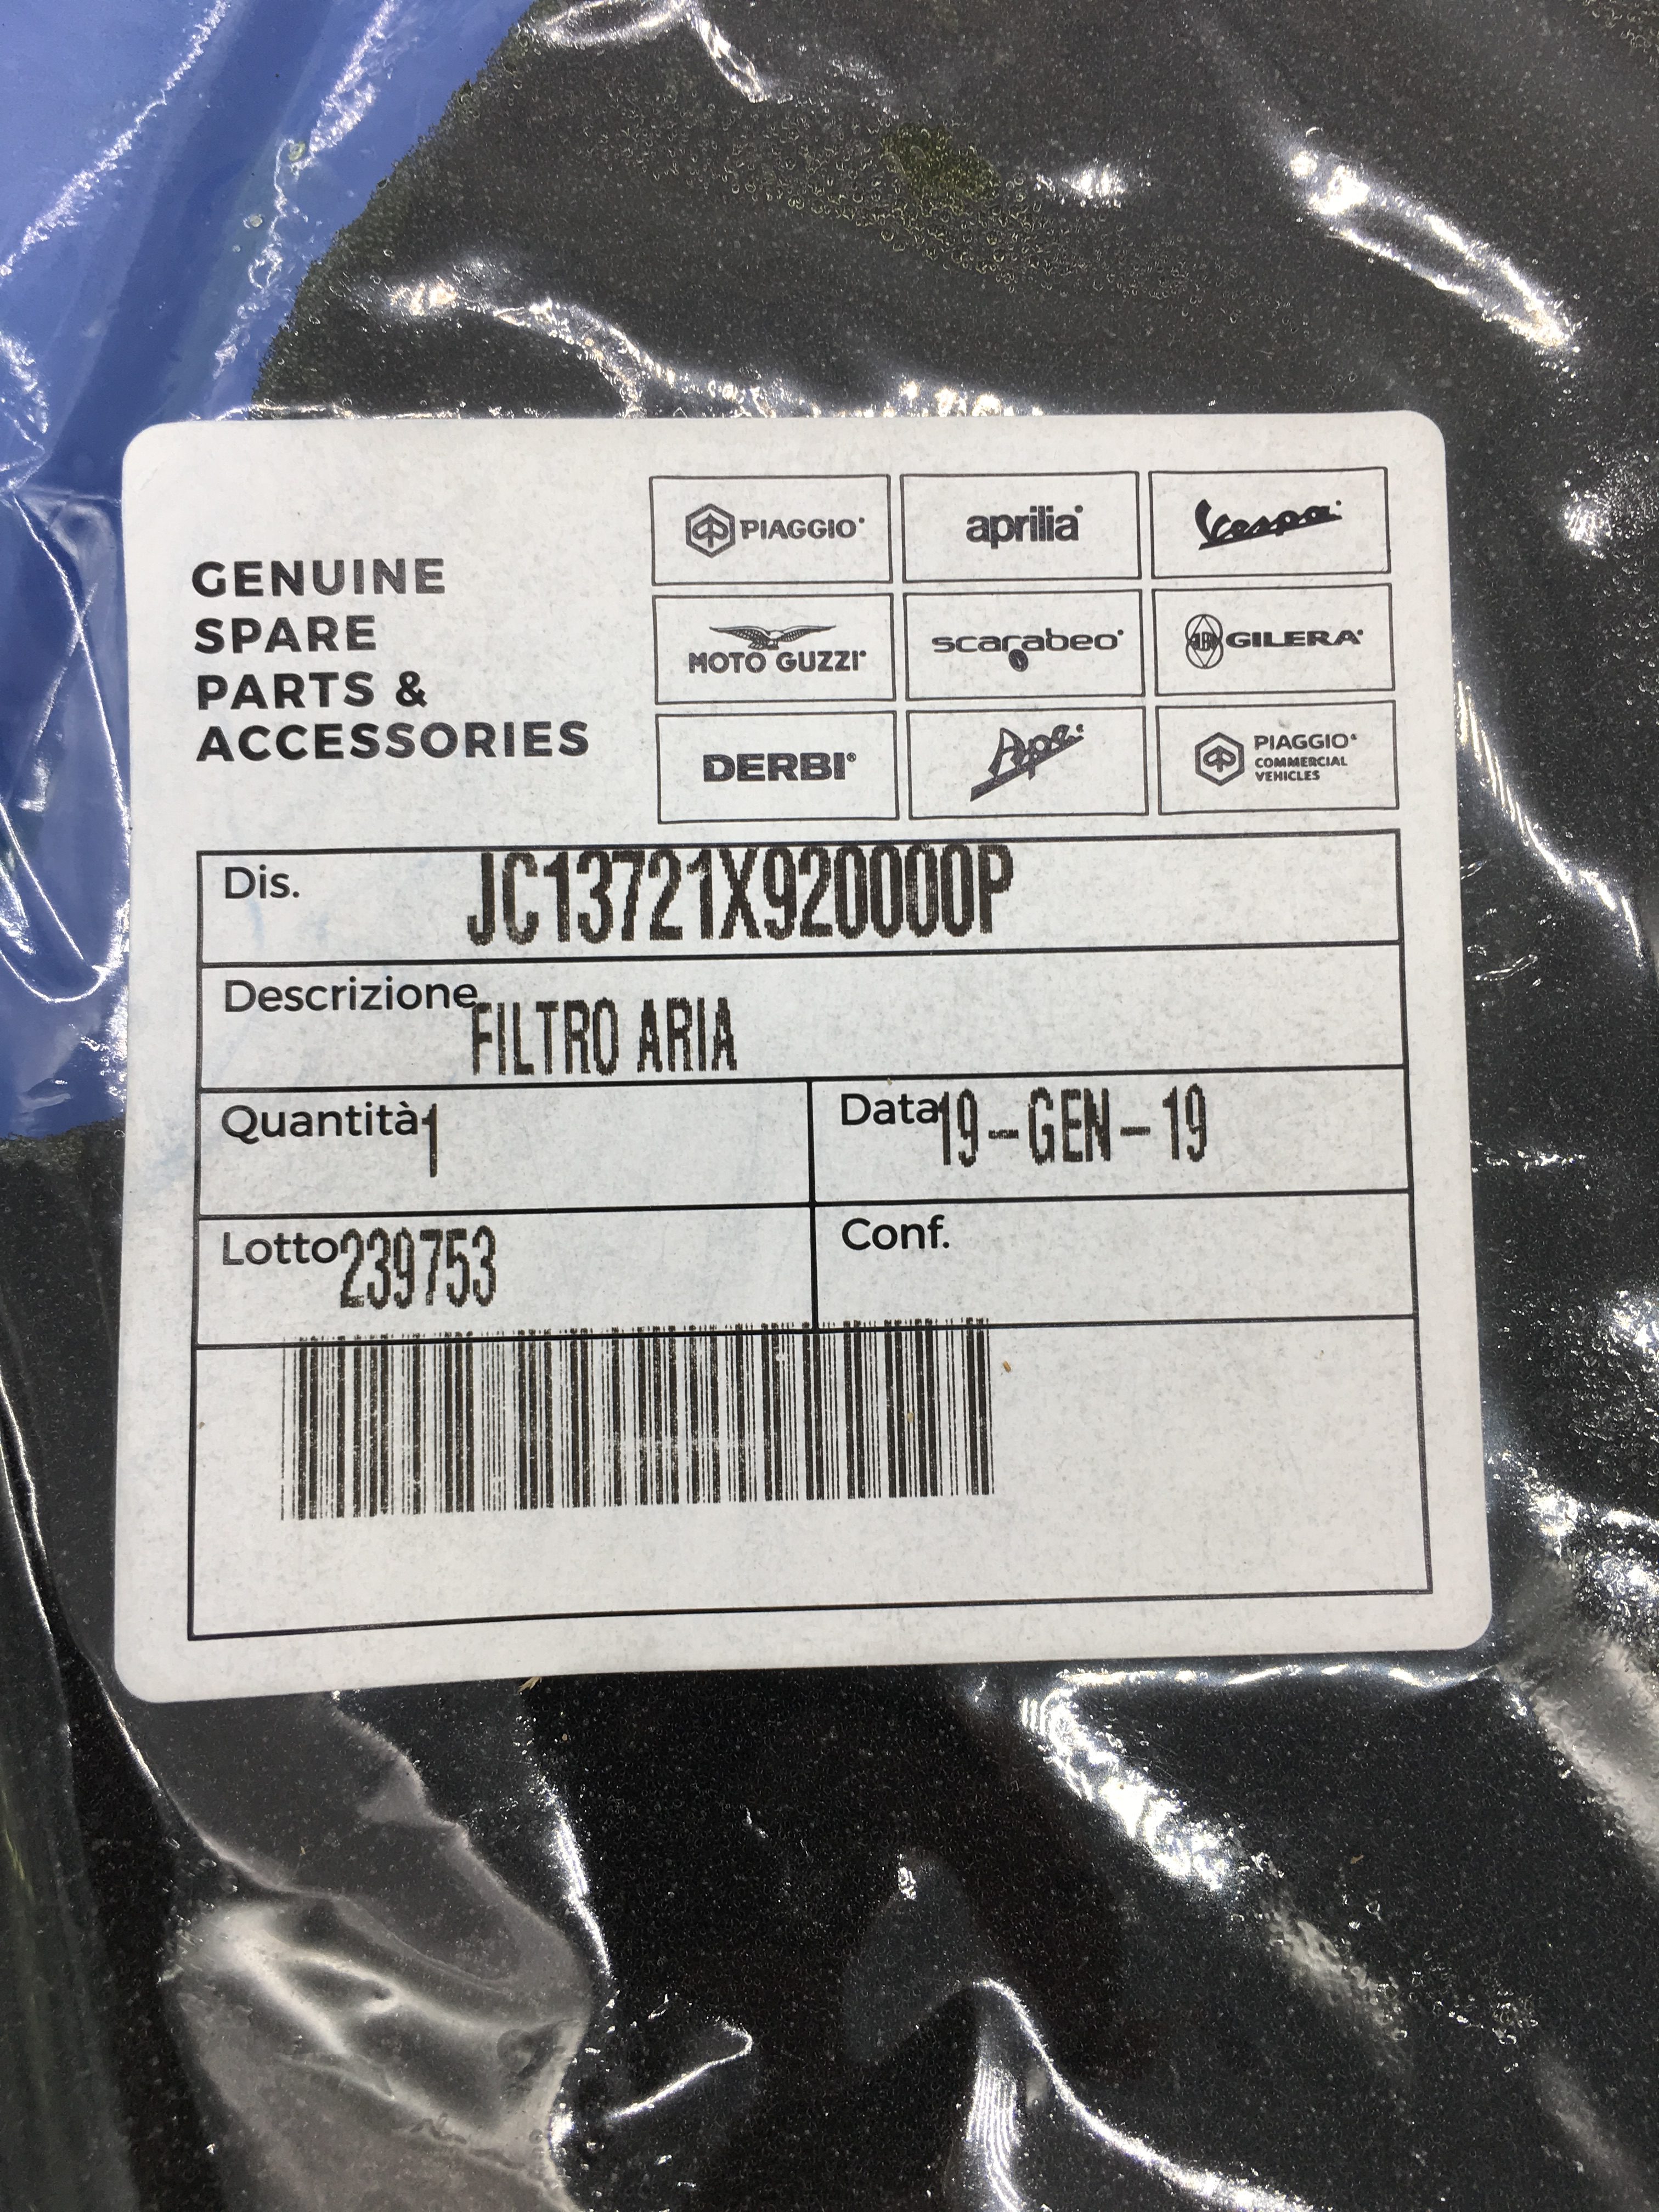 GENUINE
SPARE
PARTS &
ACCESSORIES
PIAGGIO®
aprilia®
Vespa®
MOTO GUZZI®
scarabeo®
GILERA®
DERBI®
Ape®
PIAGGIO®
COMMERCIAL
VEHICLES
Dis. JC13721X920000P
Descrizione FILTRO ARIA
Quantità 1
Data 19-GEN-19
Lotto 239753
Conf.